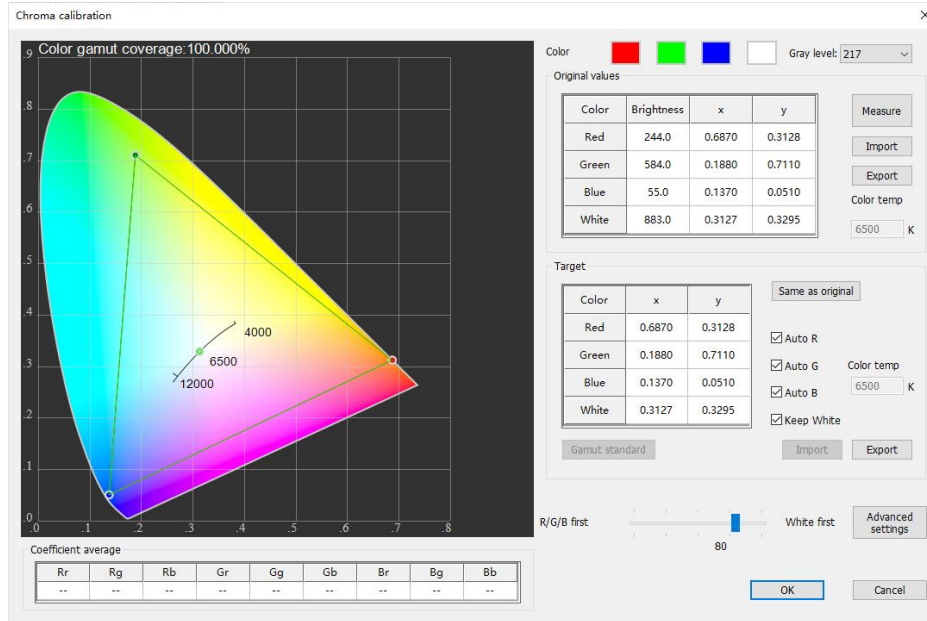 Chroma calibration
Color gamut coverage:100.000%
.9
.8
.7
.6
.5
.4
.3
.2
.1
.0
.0 .1 .2 .3 .4 .5 .6 .7 .8
4000
6500
12000
Coefficient average
Rr Rg Rb Gr Gg Gb Br Bg Bb
-- -- -- -- -- -- -- -- --
Color Gray level: 217
Original values
Color Brightness x y
Red 244.0 0.6870 0.3128
Green 584.0 0.1880 0.7110
Blue 55.0 0.1370 0.0510
White 883.0 0.3127 0.3295
Measure
Import
Export
Color temp
6500 K
Target
Color x y
Red 0.6870 0.3128
Green 0.1880 0.7110
Blue 0.1370 0.0510
White 0.3127 0.3295
Same as original
Auto R
Auto G
Auto B
Keep White
Color temp
6500 K
Gamut standard
Import
Export
R/G/B first
White first
80
Advanced
settings
OK
Cancel